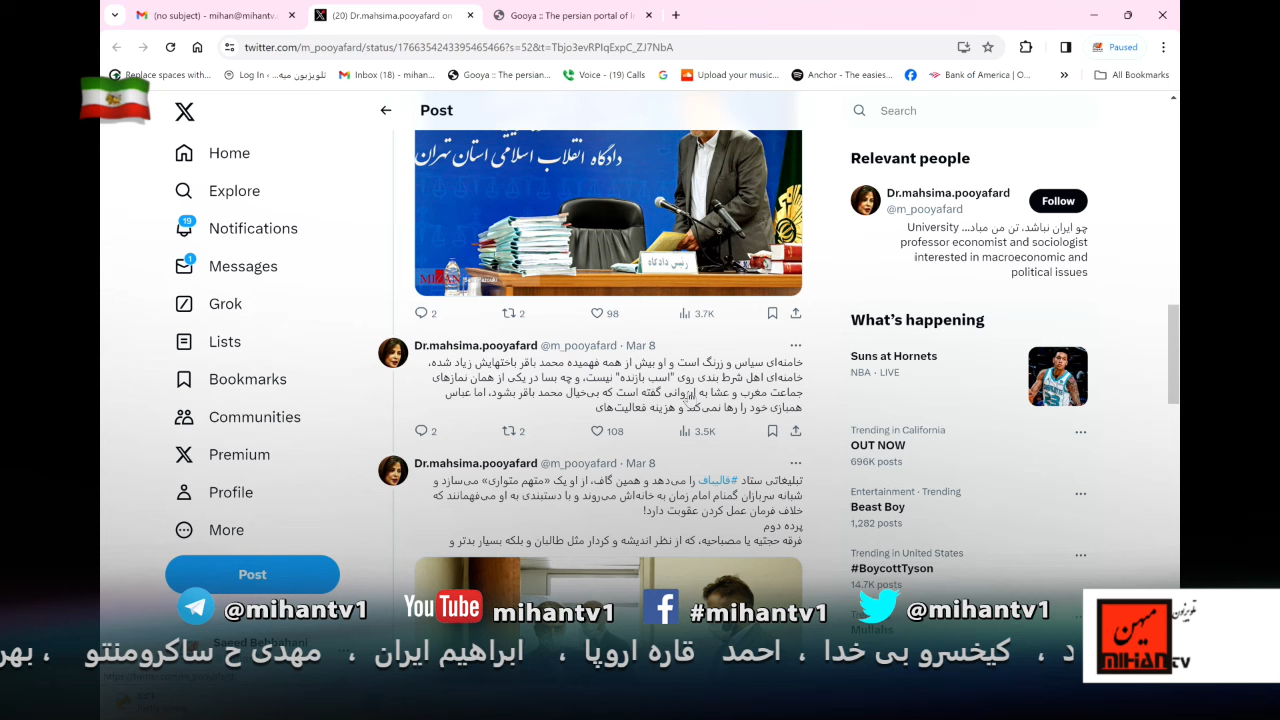 (no subject) - mihan@mihantv.
(20) Dr.mahsima.pooyafard on
Gooya :: The persian portal of Ir
twitter.com/m_pooyafard/status/1766354243395465466?s=52&t=Tbjo3evRPIqExpC_ZJ7NbA
Paused
Replace spaces with...
Log In ‹ تلویزیون میه...
Inbox (18) - mihan...
Gooya :: The persian...
Voice - (19) Calls
Upload your music...
Anchor - The easies...
Bank of America | O...
All Bookmarks
Home
Explore
19
Notifications
1
Messages
Grok
Lists
Bookmarks
Communities
Premium
Profile
More
Post
Post
دادگاه انقلاب اسلامی استان تهران
رییس دادگاه
MIZAN
2
2
98
3.7K
Dr.mahsima.pooyafard @m_pooyafard · Mar 8
خامنه‌ای سیاس و زرنگ است و او بیش از همه فهمیده محمد باقر باختهایش زیاد شده،
خامنه‌ای اهل شرط بندی روی "اسب بازنده" نیست، و چه بسا در یکی از همان نمازهای
جماعت مغرب و عشا به ایروانی گفته است که بی‌خیال محمد باقر بشود، اما عباس
همبازی خود را رها نمی‌کند و هزینه فعالیت‌های
2
2
108
3.5K
Dr.mahsima.pooyafard @m_pooyafard · Mar 8
تبلیغاتی ستاد #قالیباف را می‌دهد و همین گاف، از او یک «متهم متواری» می‌سازد و
شبانه سربازان گمنام امام زمان به خانه‌اش می‌روند و با دستبندی به او می‌فهمانند که
خلاف فرمان عمل کردن عقوبت دارد!
پرده دوم
فرقه حجتیه یا مصباحیه، که از نظر اندیشه و کردار مثل طالبان و بلکه بسیار بدتر و
Search
Relevant people
Dr.mahsima.pooyafard
@m_pooyafard
Follow
چو ایران نباشد، تن من مباد... University
professor economist and sociologist
interested in macroeconomic and
political issues
What’s happening
Suns at Hornets
NBA · LIVE
Trending in California
OUT NOW
696K posts
Entertainment · Trending
Beast Boy
1,282 posts
Trending in United States
#BoycottTyson
14.7K posts
Mullahs
Saeed Behbahani
@mihantv1
YouTube mihantv1
#mihantv1
@mihantv1
د ، کیخسرو بی خدا ، احمد قاره اروپا ، ابراهیم ایران ، مهدی ح ساکرومنتو ، بهر
تلویزیون
میهن
MIHAN TV